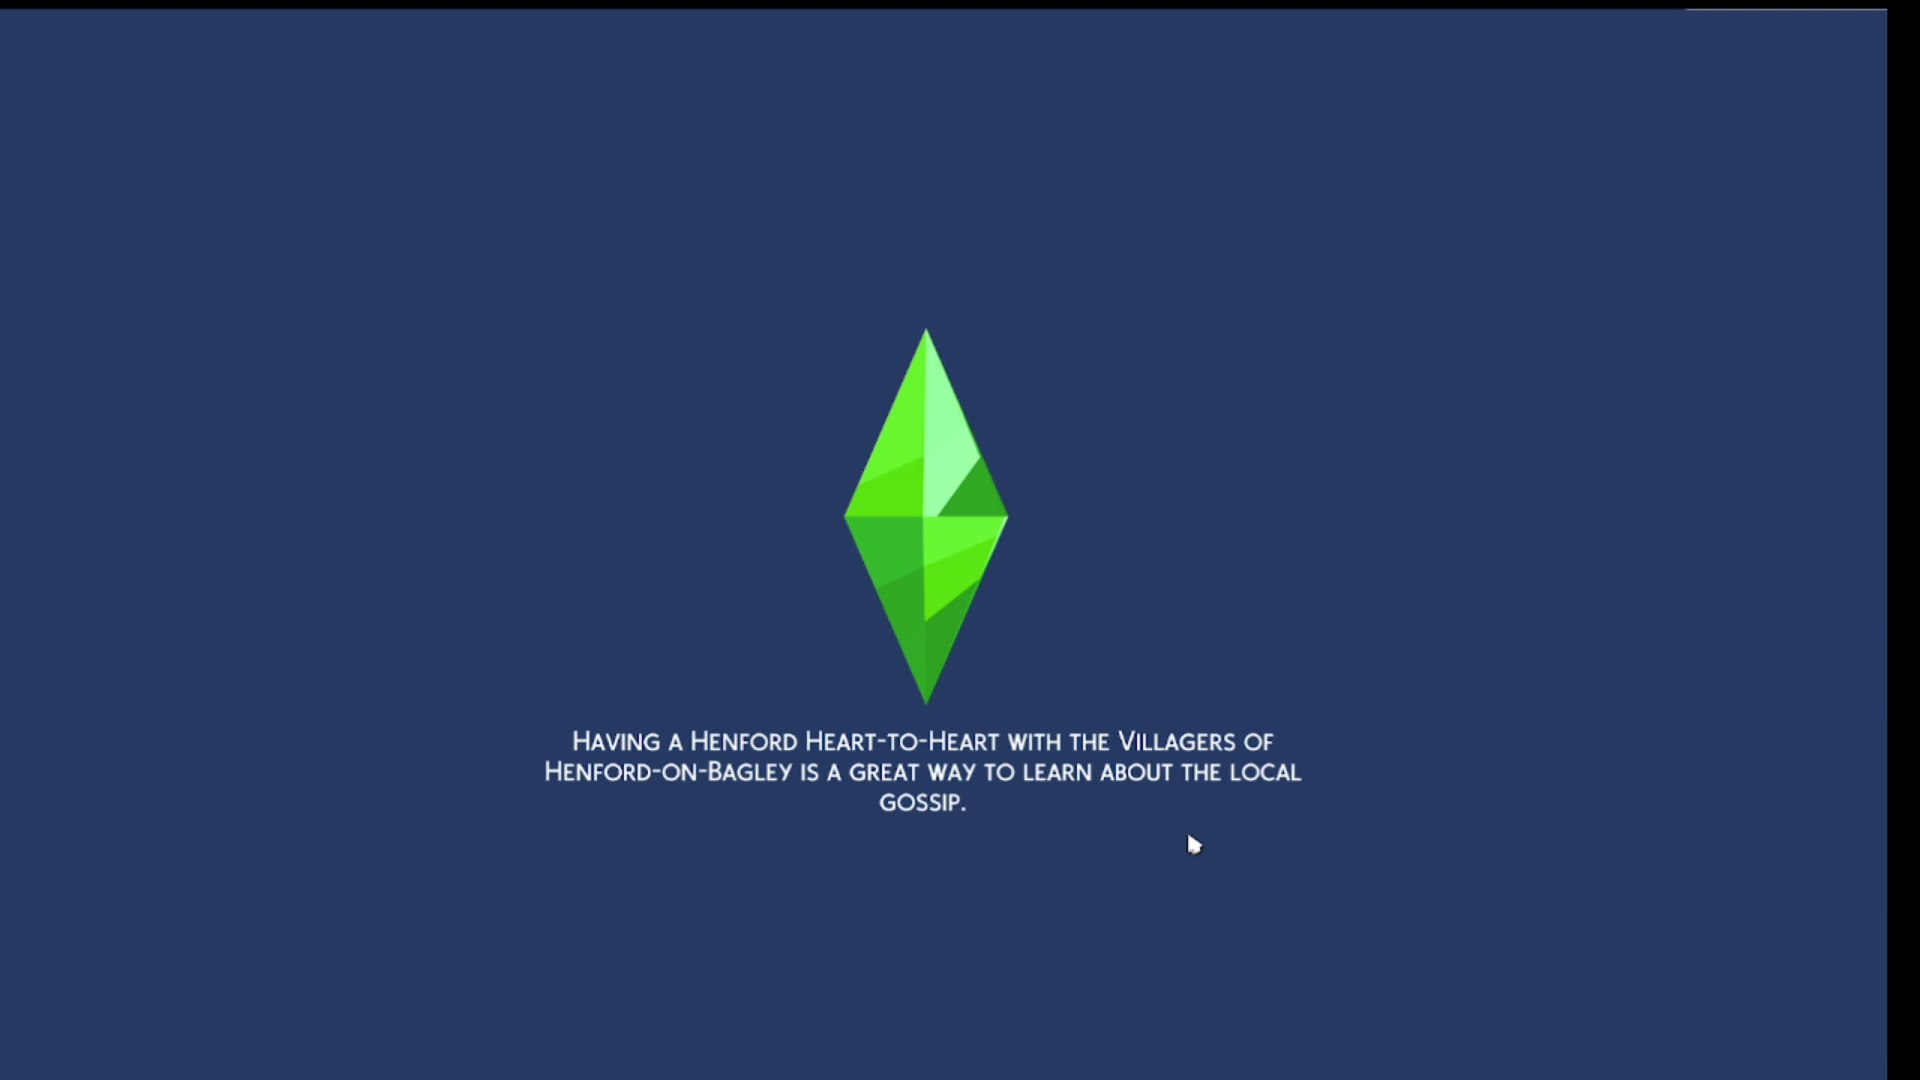 Having a Henford Heart-to-Heart with the Villagers of
Henford-on-Bagley is a great way to learn about the local
gossip.